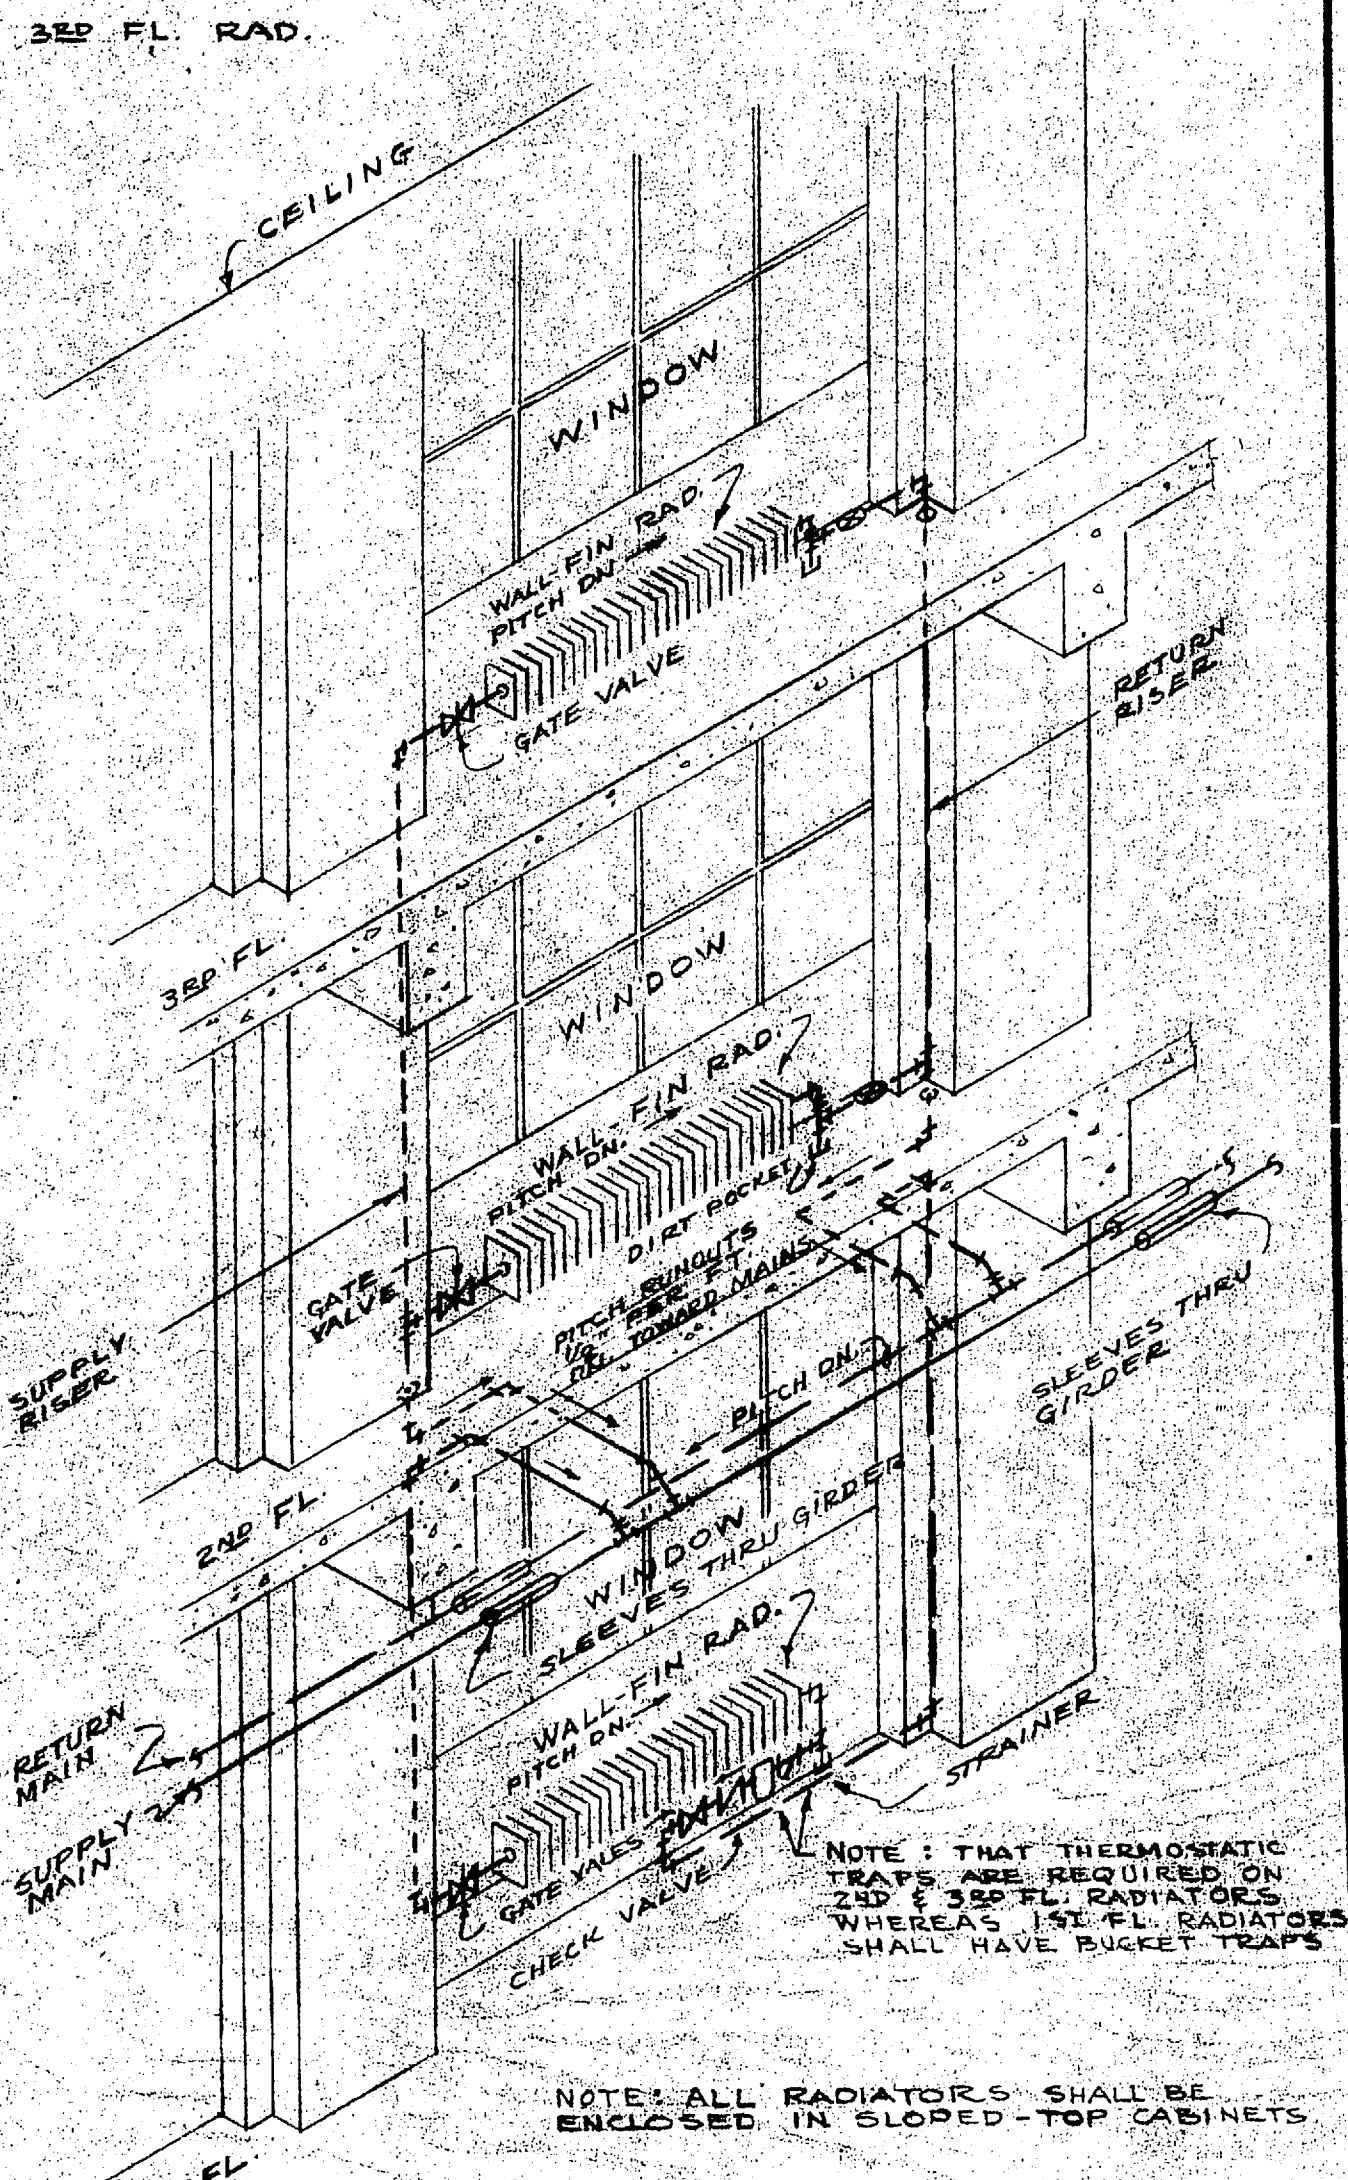 3RD FL. RAD.
CEILING
WINDOW
WALL-FIN RAD.
PITCH DN.
GATE VALVE
RETURN
RISER
3RD FL.
WINDOW
WALL-FIN RAD.
PITCH DN.
DIRT POCKET
GATE
VALVE
PITCH RUNOUTS
1/2" PER FT.
TOWARD MAINS
SUPPLY
RISER
PITCH DN.
SLEEVES THRU
GIRDER
2ND FL.
WINDOW
SLEEVES THRU GIRDER
WALL-FIN RAD.
PITCH DN.
RETURN
MAIN
SUPPLY
MAIN
STRAINER
GATE VALES
CHECK VALVE
NOTE: THAT THERMOSTATIC
TRAPS ARE REQUIRED ON
2ND & 3RD FL. RADIATORS
WHEREAS 1ST FL. RADIATORS
SHALL HAVE BUCKET TRAPS
NOTE: ALL RADIATORS SHALL BE
ENCLOSED IN SLOPED-TOP CABINETS
FL.